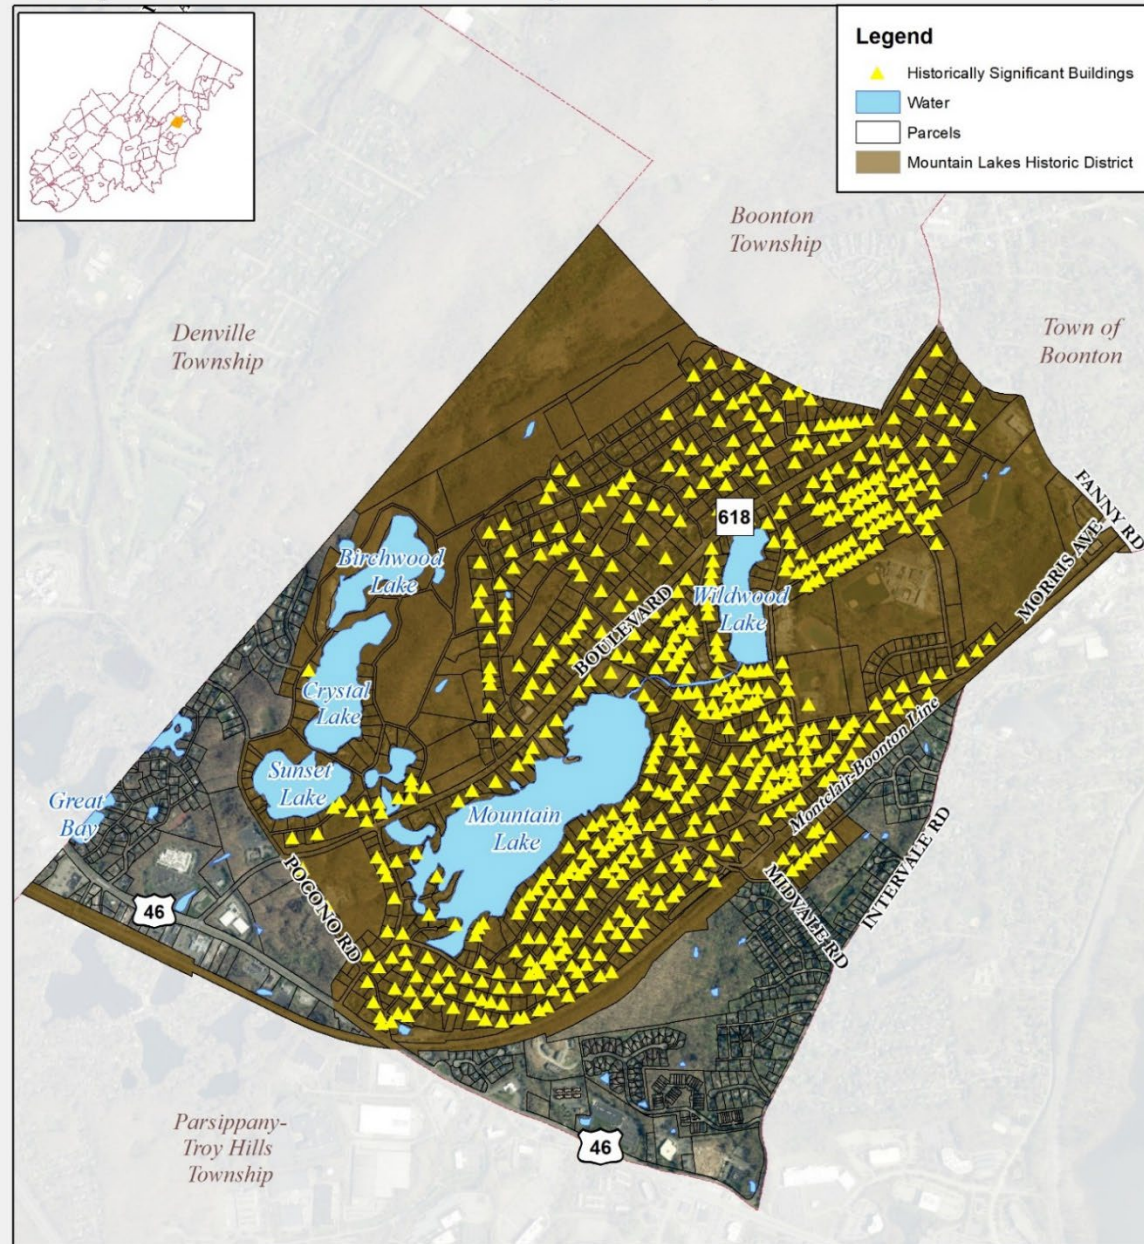 Legend
Historically Significant Buildings
Water
Parcels
Mountain Lakes Historic District
Boonton
Township
Denville
Township
Town of
Boonton
FANNY RD
618
MORRIS AVE
Birchwood
Lake
Wildwood
Lake
BOULEVARD
Crystal
Lake
Montclair-Boonton Line
Sunset
Lake
Great
Bay
Mountain
Lake
INTERVALE RD
POCONO RD
MIDVALE RD
46
Parsippany-
Troy Hills
Township
46